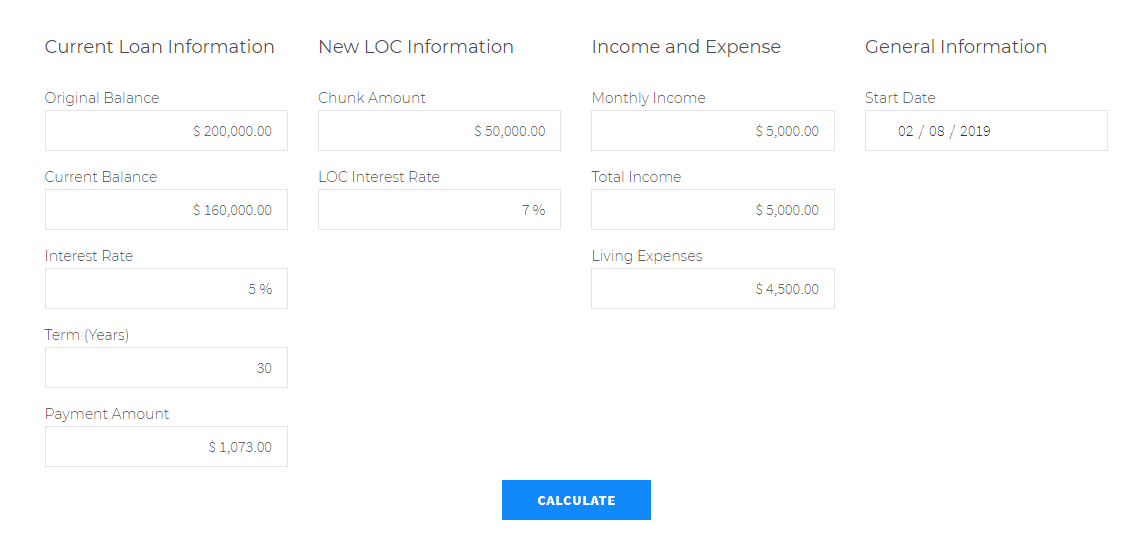 Current Loan Information
Original Balance
$ 200,000.00
Current Balance
$ 160,000.00
Interest Rate
5 %
Term (Years)
30
Payment Amount
$ 1,073.00
New LOC Information
Chunk Amount
$ 50,000.00
LOC Interest Rate
7 %
Income and Expense
Monthly Income
$ 5,000.00
Total Income
$ 5,000.00
Living Expenses
$ 4,500.00
General Information
Start Date
02 / 08 / 2019
CALCULATE